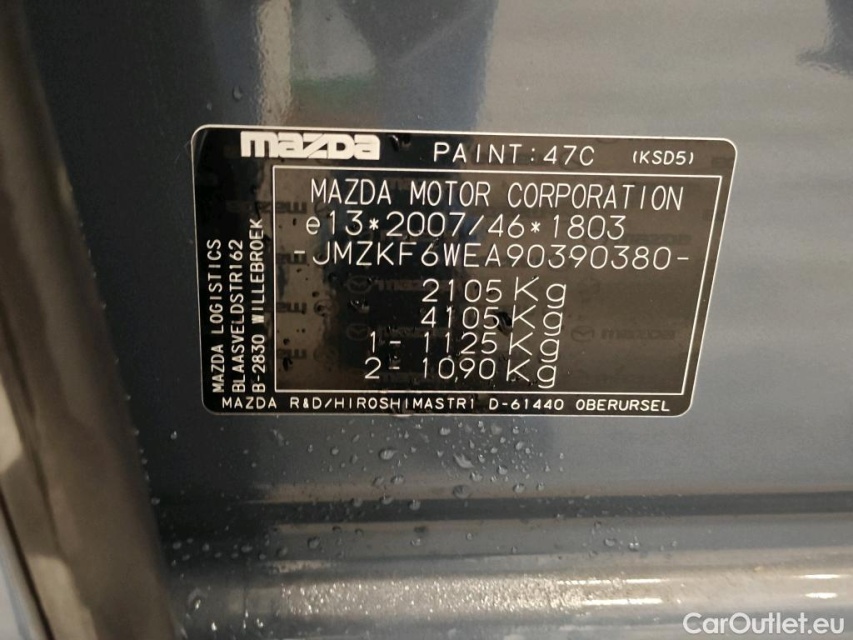 mazda PAINT:47C (KSD5)
MAZDA MOTOR CORPORATION
e13*2007/46*1803
-JMZKF6WEA90390380-
2105Kg
4105Kg
1- 1125Kg
2- 1090Kg
MAZDA LOGISTICS
BLAASVELDSTR162
B-2830 WILLEBROEK
MAZDA R&D/HIROSHIMASTR1 D-61440 OBERURSEL
CarOutlet.eu